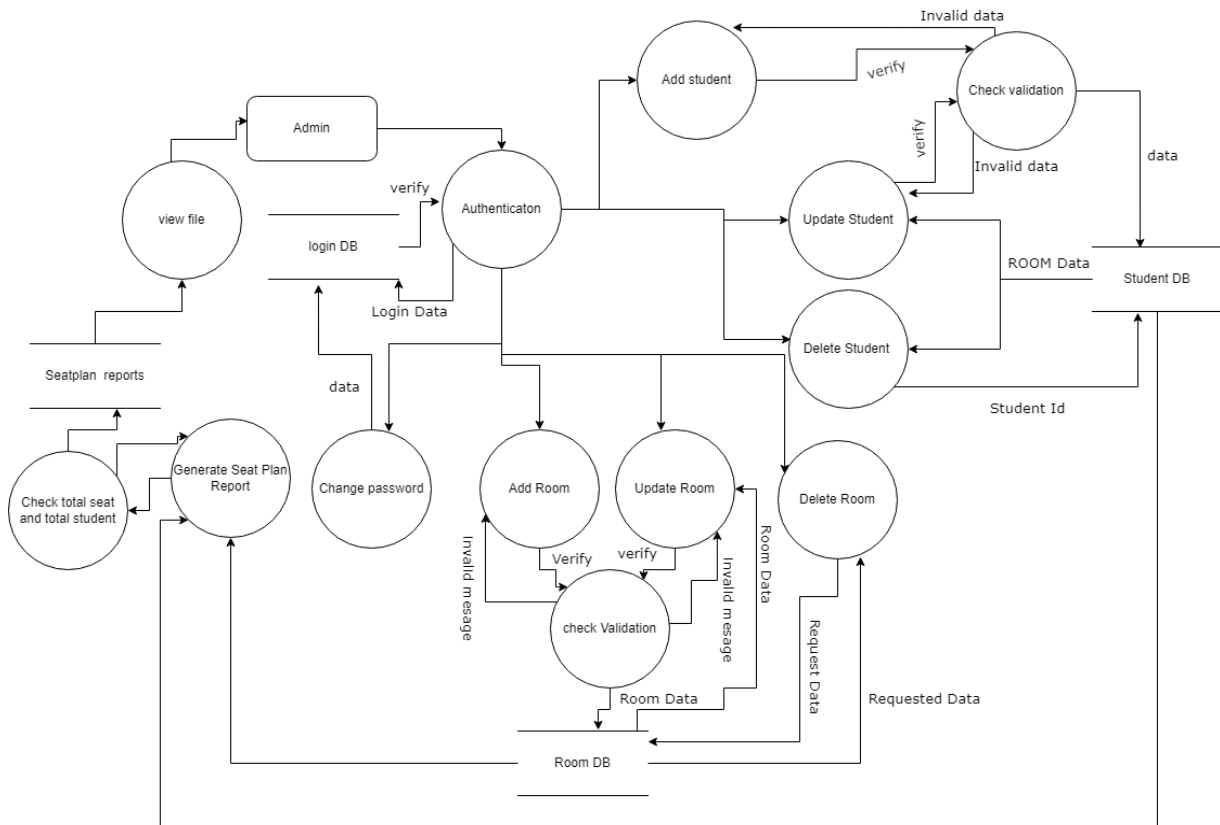 Invalid data
Add student
verify
Check validation
Admin
verify
Invalid data
data
view file
verify
Authenticaton
Update Student
login DB
ROOM Data
Student DB
Login Data
Delete Student
Seatplan reports
data
Student Id
Generate Seat Plan
Report
Check total seat
and total student
Change password
Add Room
Update Room
Delete Room
Room Data
Invalid mesage
Verify
verify
Invalid mesage
check Validation
Request Data
Room Data
Requested Data
Room DB